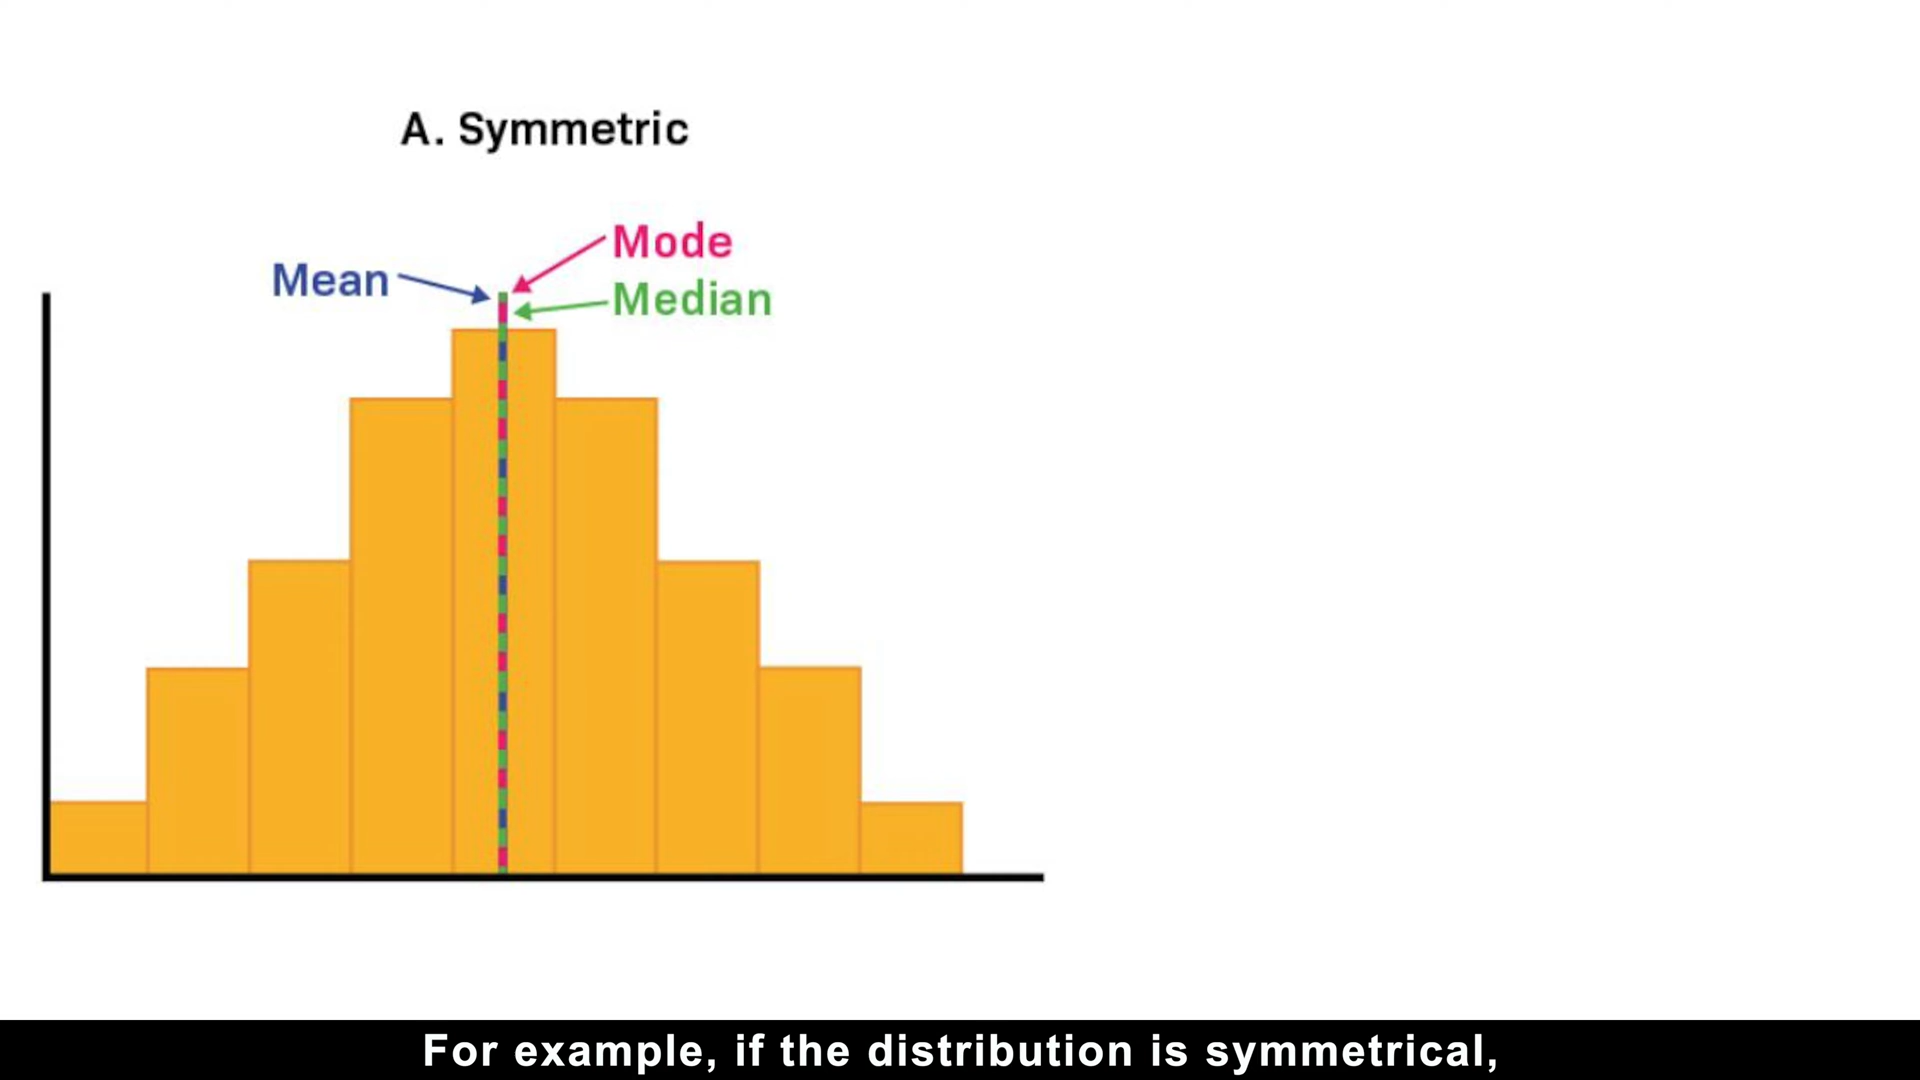 A. Symmetric
Mode
Mean
Median
For example, if the distribution is symmetrical,